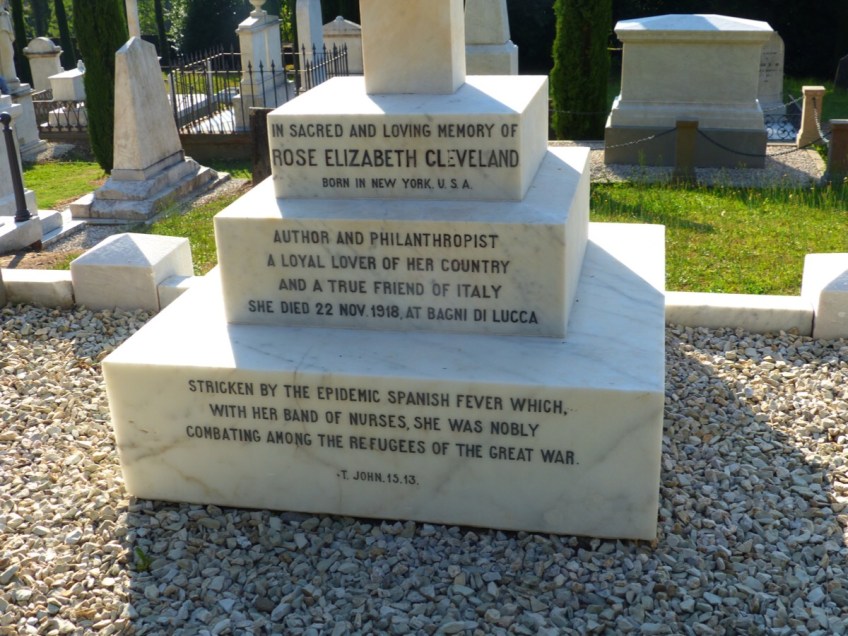 IN SACRED AND LOVING MEMORY OF
ROSE ELIZABETH CLEVELAND
BORN IN NEW YORK. U. S. A.
AUTHOR AND PHILANTHROPIST
A LOYAL LOVER OF HER COUNTRY
AND A TRUE FRIEND OF ITALY
SHE DIED 22 NOV. 1918, AT BAGNI DI LUCCA
STRICKEN BY THE EPIDEMIC SPANISH FEVER WHICH,
WITH HER BAND OF NURSES, SHE WAS NOBLY
COMBATING AMONG THE REFUGEES OF THE GREAT WAR.
T. JOHN. 15. 13.